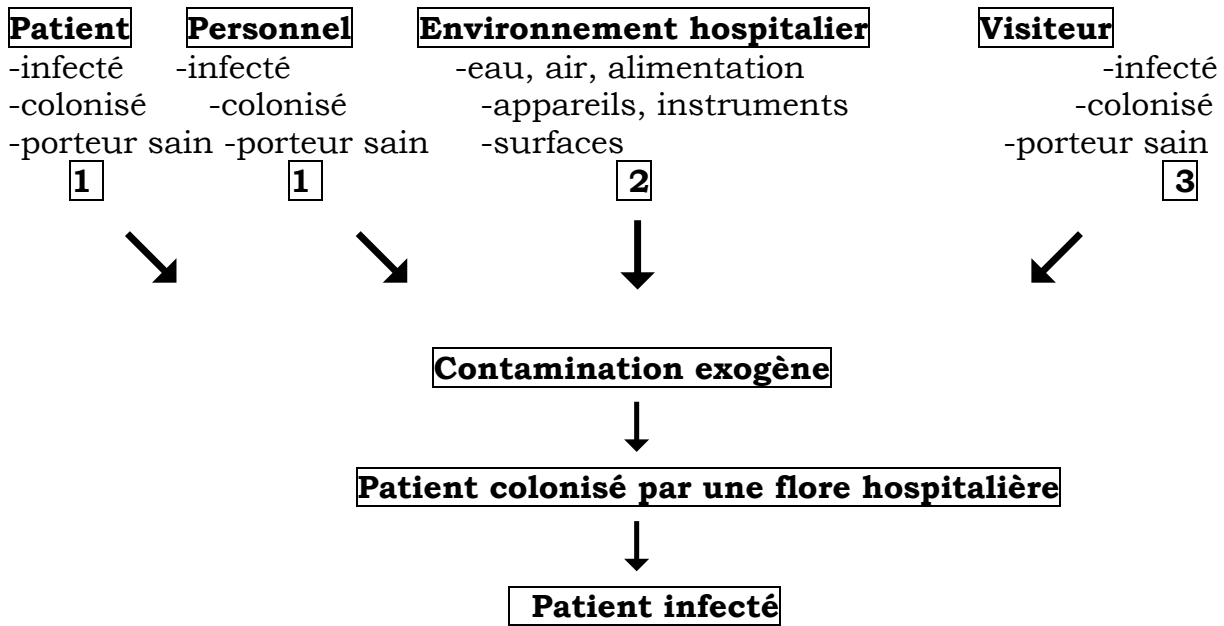 Patient Personnel Environnement hospitalier Visiteur
-infecté -infecté -eau, air, alimentation -infecté
-colonisé -colonisé -appareils, instruments -colonisé
-porteur sain -porteur sain -surfaces -porteur sain
1 1 2 3
Contamination exogène
Patient colonisé par une flore hospitalière
Patient infecté